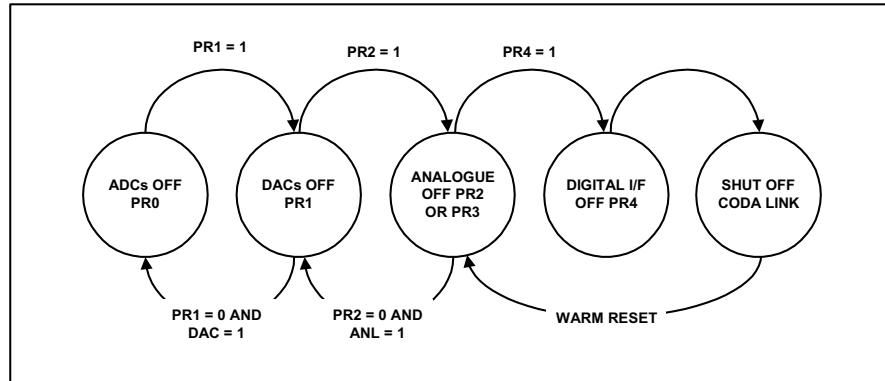 PR1 = 1
PR2 = 1
PR4 = 1
ADCs OFF
PR0
DACs OFF
PR1
ANALOGUE
OFF PR2
OR PR3
DIGITAL I/F
OFF PR4
SHUT OFF
CODA LINK
PR1 = 0 AND
DAC = 1
PR2 = 0 AND
ANL = 1
WARM RESET